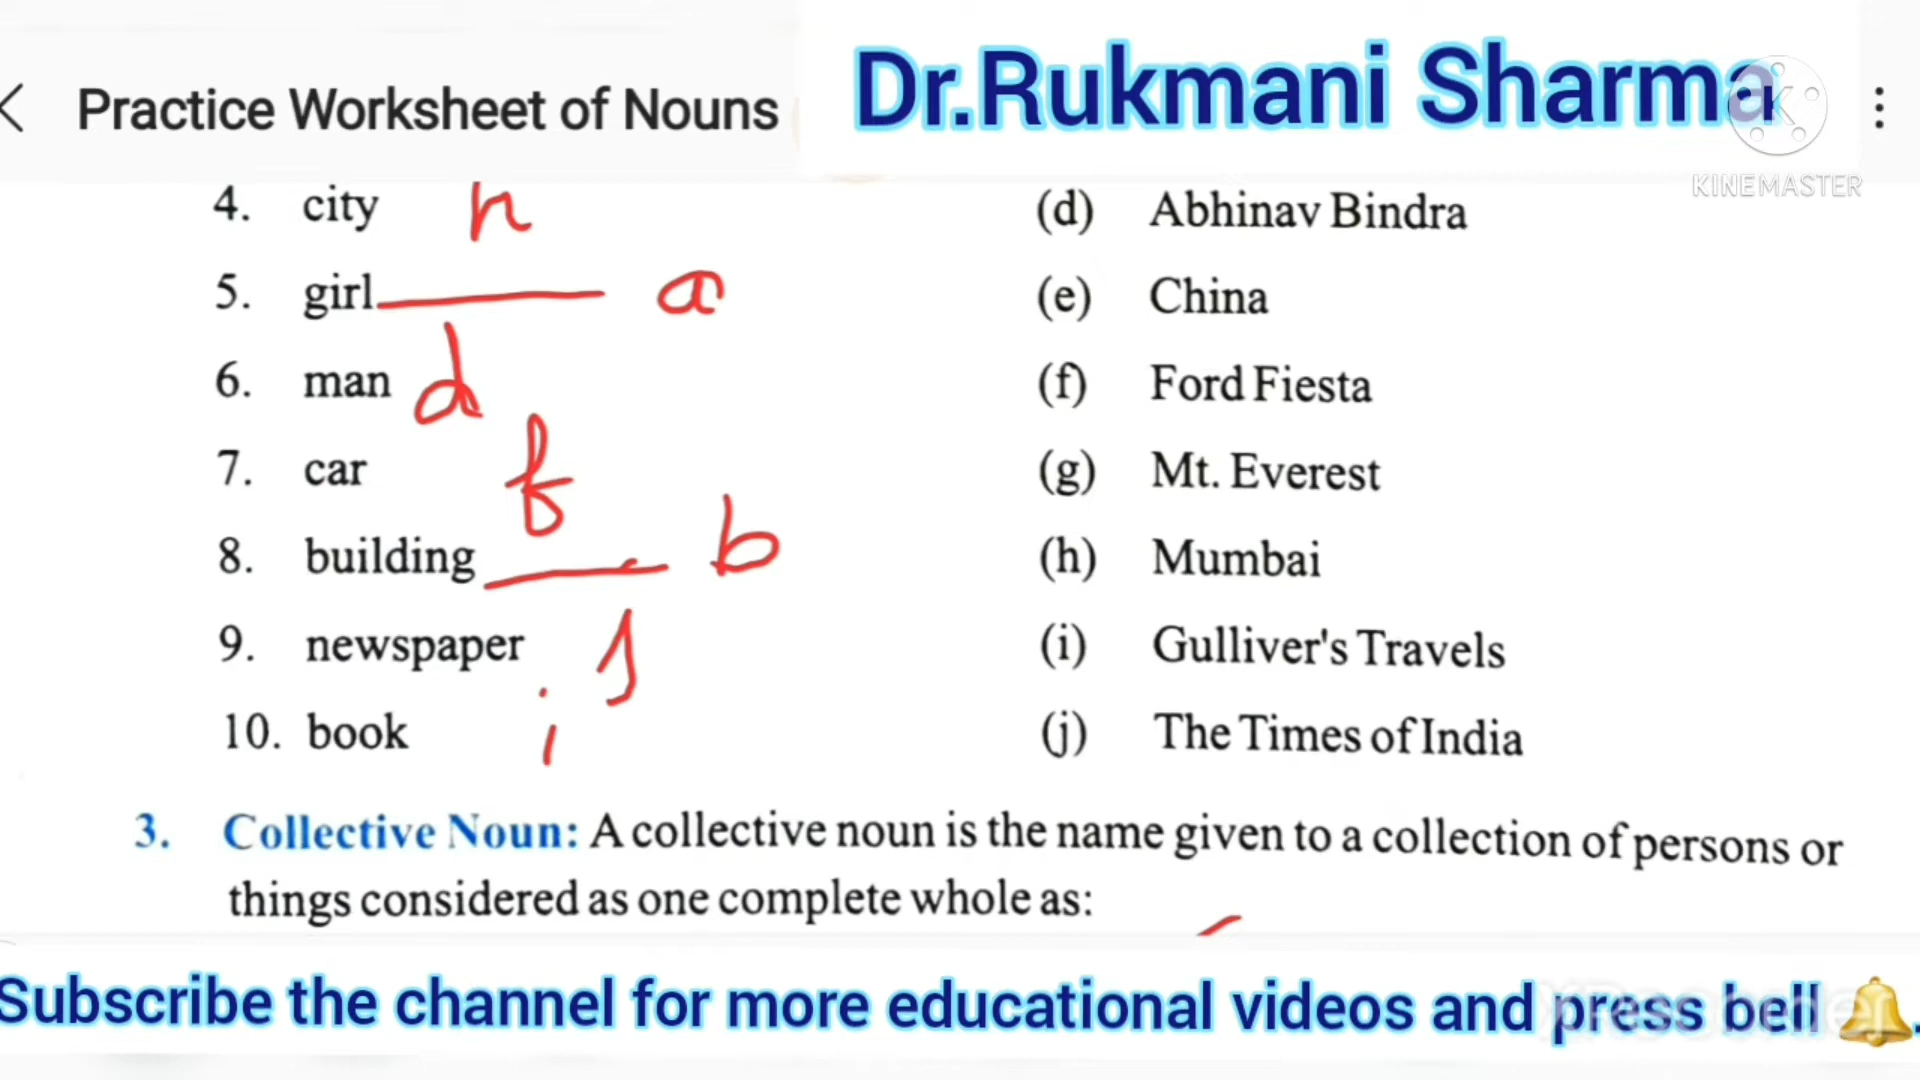 Practice Worksheet of Nouns
Dr.Rukmani Sharma
KINEMASTER
4. city h (d) Abhinav Bindra
5. girl a (e) China
6. man d (f) Ford Fiesta
7. car f (g) Mt. Everest
8. building b (h) Mumbai
9. newspaper j (i) Gulliver's Travels
10. book i (j) The Times of India
3. Collective Noun: A collective noun is the name given to a collection of persons or
things considered as one complete whole as:
Subscribe the channel for more educational videos and press bell 🔔.